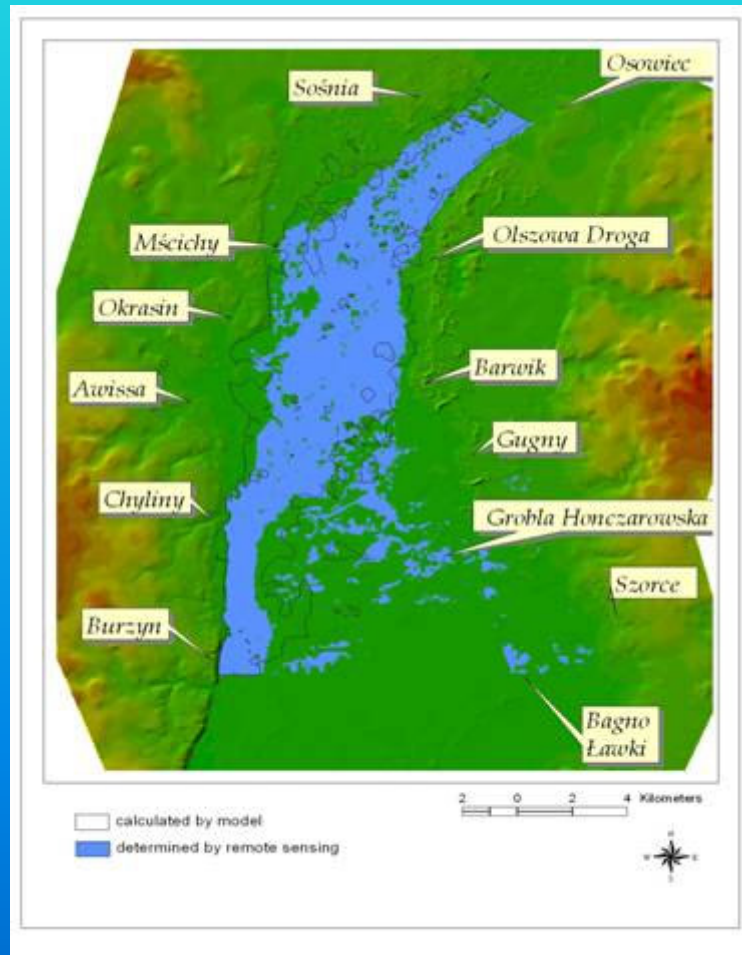 Osowiec
Sośnia
Mścichy
Olszowa Droga
Okrasin
Barwik
Awissa
Gugny
Chyliny
Grobla Honczarowska
Szorce
Burzyn
Bagno
Ławki
2 0 2 4 Kilometers
calculated by model
determined by remote sensing
N
W E
S